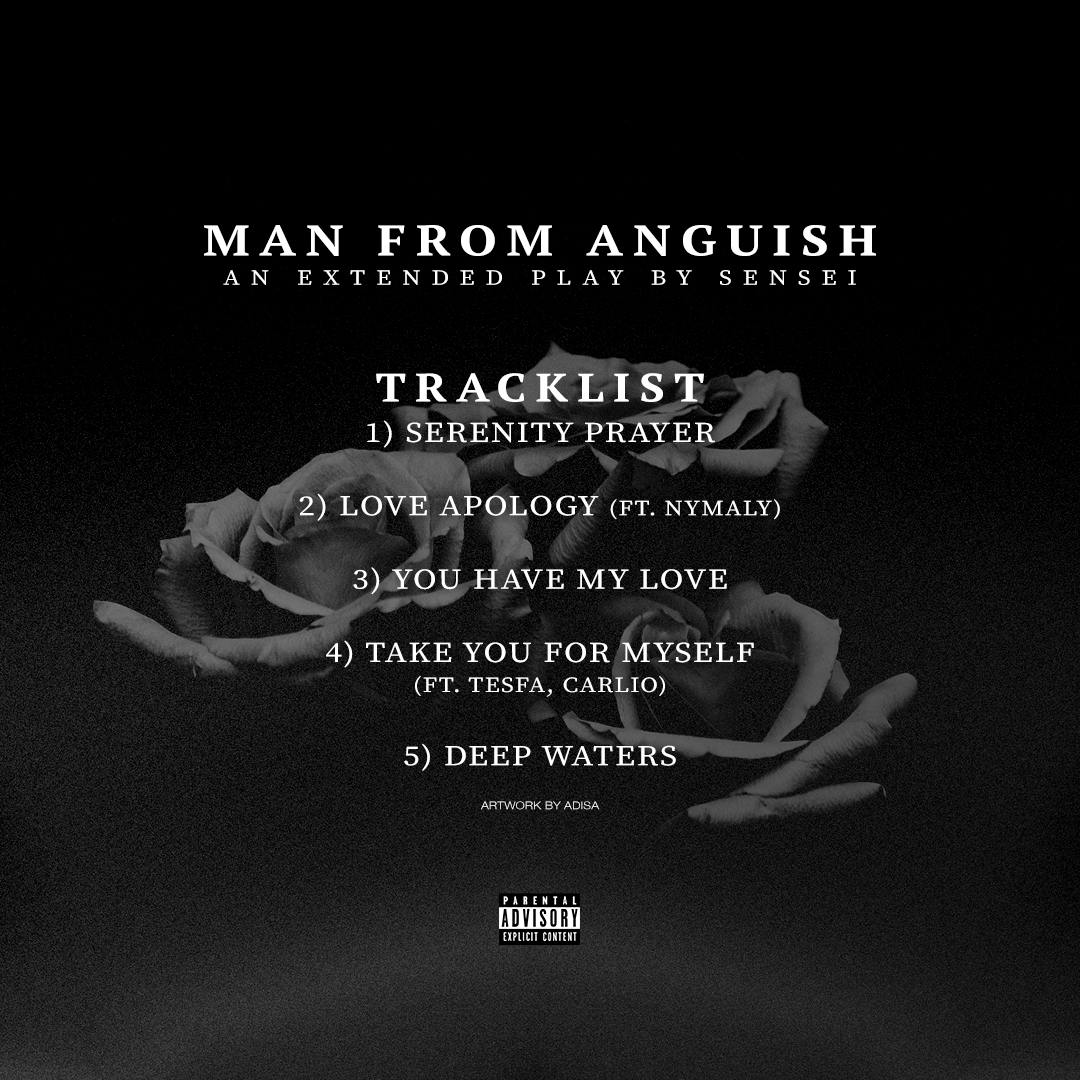 MAN FROM ANGUISH
AN EXTENDED PLAY BY SENSEI
TRACKLIST
1) SERENITY PRAYER
2) LOVE APOLOGY (FT. NYMALY)
3) YOU HAVE MY LOVE
4) TAKE YOU FOR MYSELF
(FT. TESFA, CARLIO)
5) DEEP WATERS
ARTWORK BY ADISA
PARENTAL
ADVISORY
EXPLICIT CONTENT